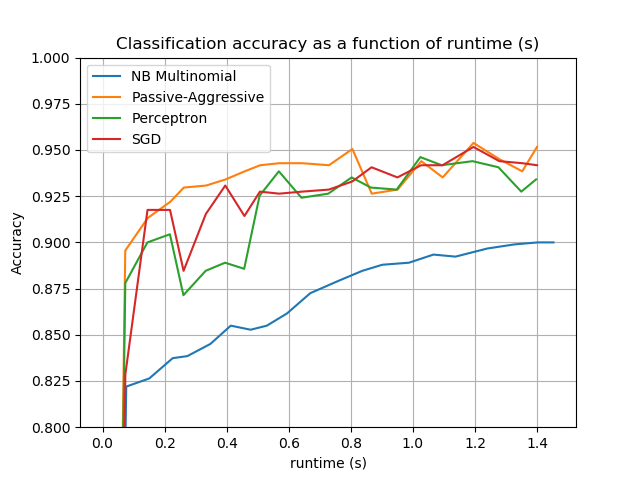 Classification accuracy as a function of runtime (s)
NB Multinomial
Passive-Aggressive
Perceptron
SGD
Accuracy
1.000
0.975
0.950
0.925
0.900
0.875
0.850
0.825
0.800
0.0 0.2 0.4 0.6 0.8 1.0 1.2 1.4
runtime (s)